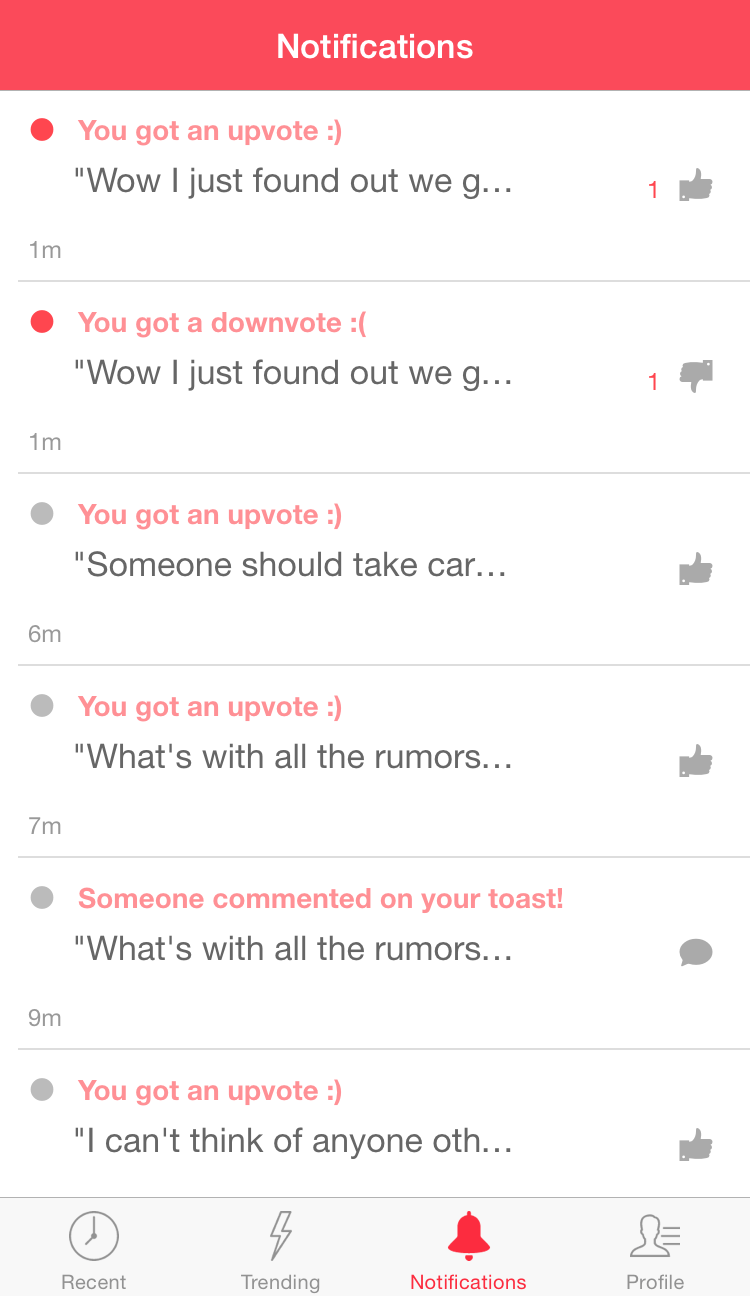 Notifications
You got an upvote :)
"Wow I just found out we g...
1
1m
You got a downvote :(
"Wow I just found out we g...
1
1m
You got an upvote :)
"Someone should take car...
6m
You got an upvote :)
"What's with all the rumors...
7m
Someone commented on your toast!
"What's with all the rumors...
9m
You got an upvote :)
"I can't think of anyone oth...
Recent
Trending
Notifications
Profile